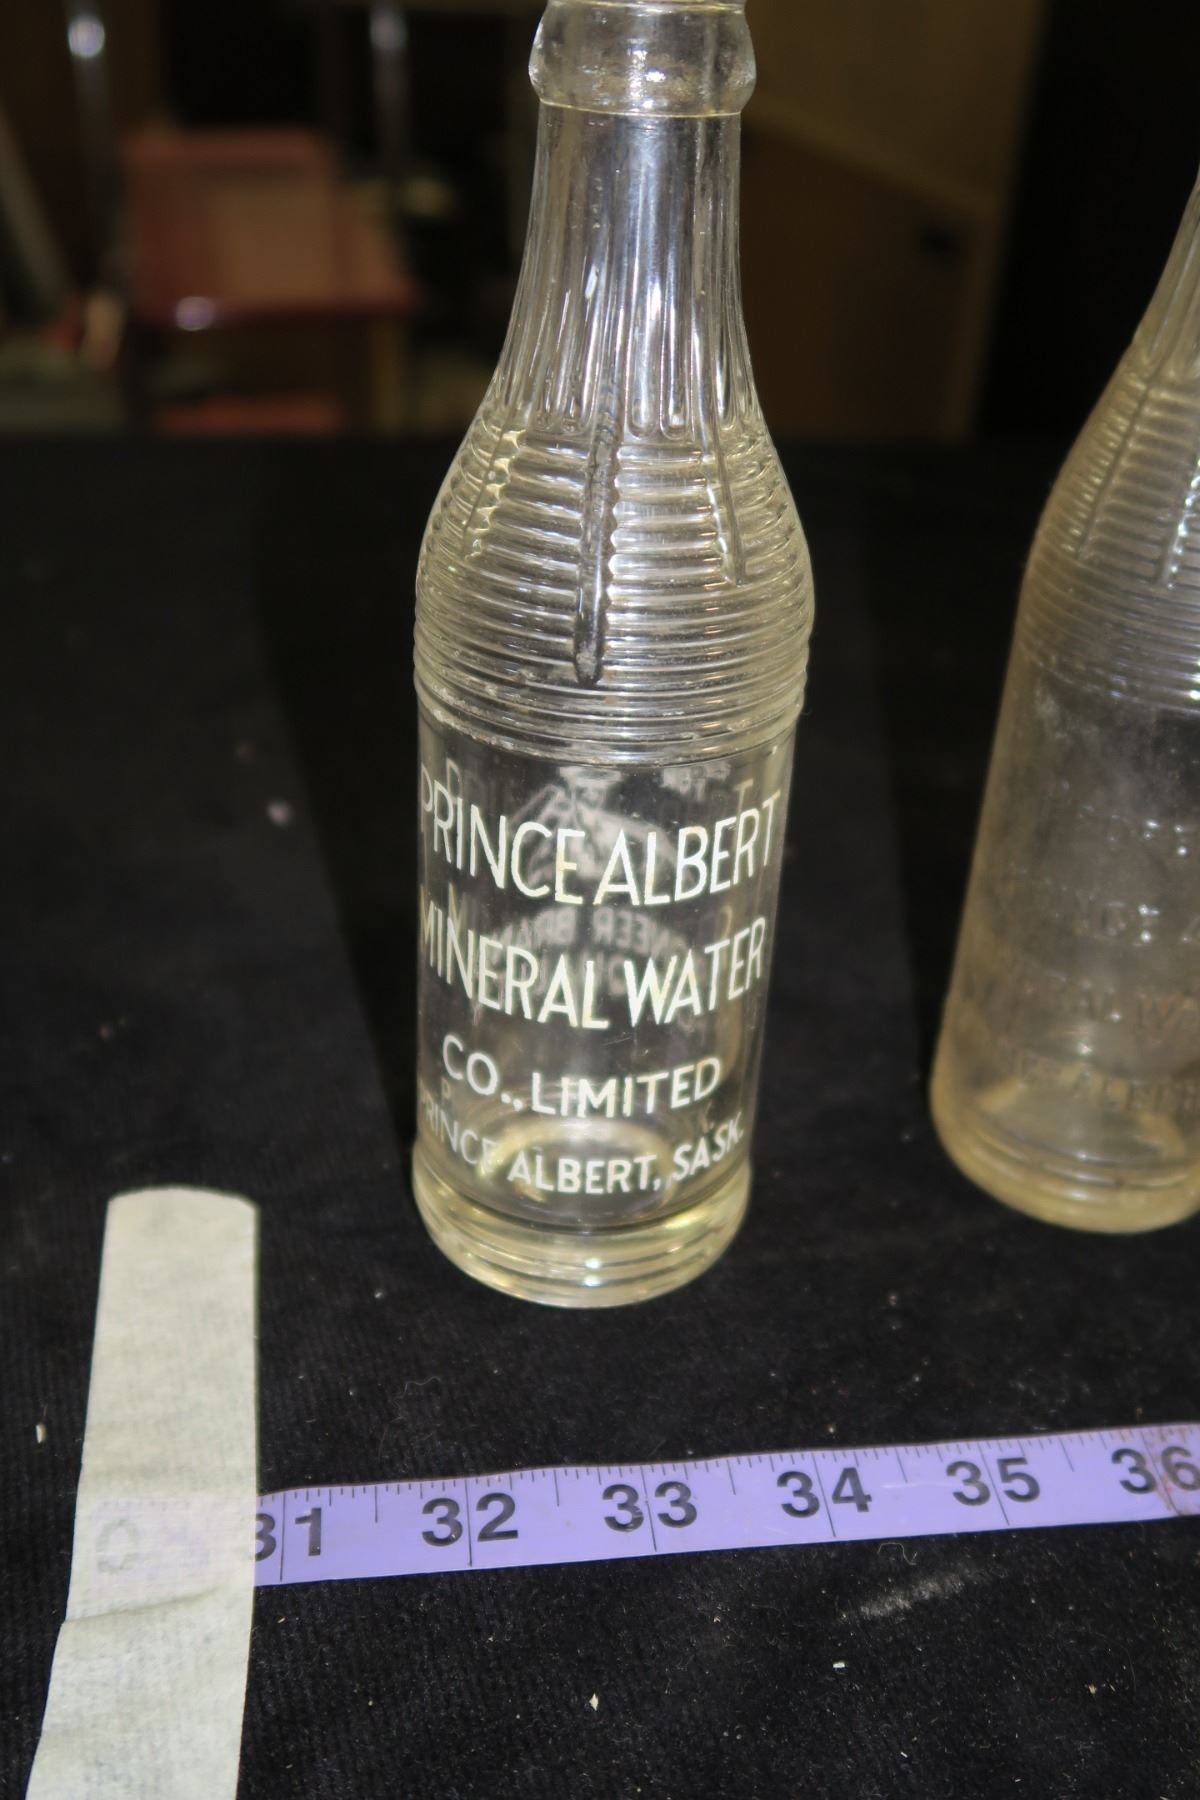 PRINCE ALBERT
MINERAL WATER
CO., LIMITED
PRINCE ALBERT, SASK.
31 32 33 34 35 36